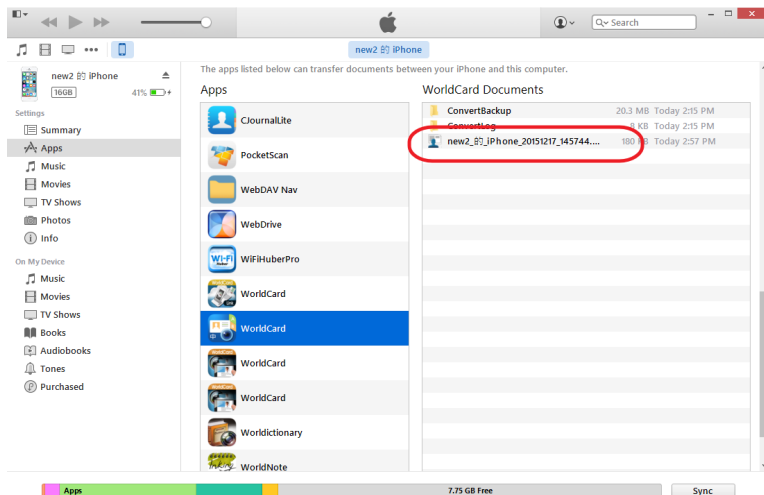 Search
new2 的 iPhone
new2 的 iPhone
16GB
41%
Settings
Summary
Apps
Music
Movies
TV Shows
Photos
Info
On My Device
Music
Movies
TV Shows
Books
Audiobooks
Tones
Purchased
The apps listed below can transfer documents between your iPhone and this computer.
Apps
CJournalLite
PocketScan
WebDAV Nav
WebDrive
WiFiHuberPro
WorldCard
WorldCard
WorldCard
WorldCard
Worldictionary
WorldNote
WorldCard Documents
ConvertBackup 20.3 MB Today 2:15 PM
ConvertLog 8 KB Today 2:15 PM
new2_的_iPhone_20151217_145744.... 180 KB Today 2:57 PM
Apps
7.75 GB Free
Sync